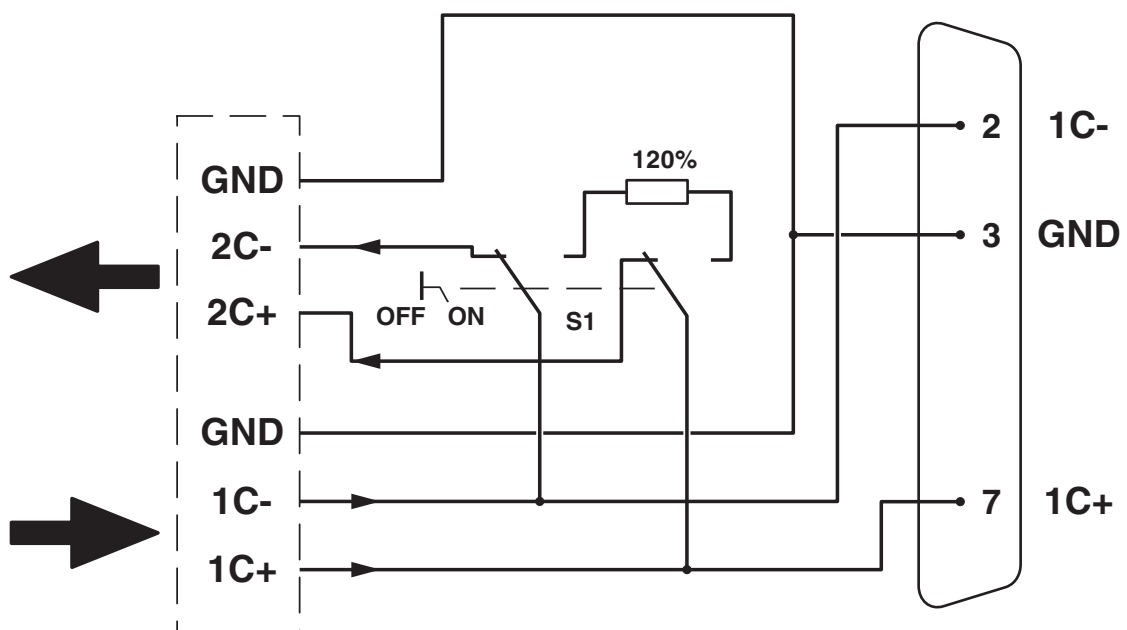 GND
2C-
2C+
GND
1C-
1C+
OFF ON
S1
120%
2 1C-
3 GND
7 1C+